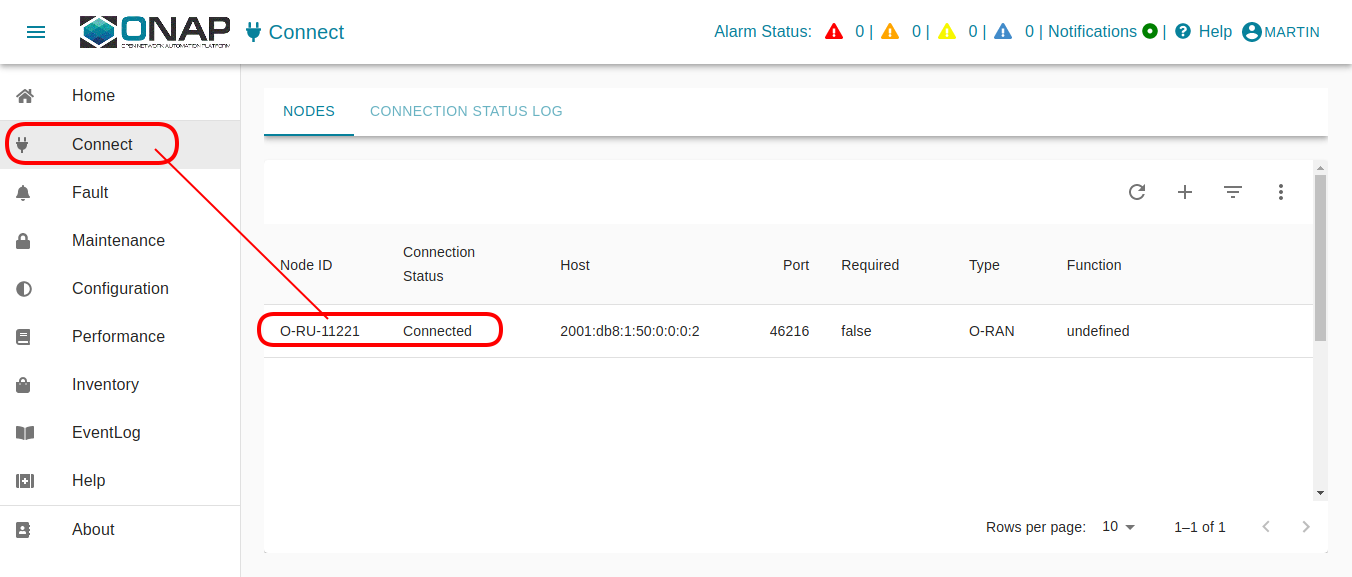 ONAP
OPEN NETWORK AUTOMATION PLATFORM
Connect
Alarm Status: 0 | 0 | 0 | 0 | Notifications | Help MARTIN
Home
Connect
Fault
Maintenance
Configuration
Performance
Inventory
EventLog
Help
About
NODES CONNECTION STATUS LOG
Node ID Connection Status Host Port Required Type Function
O-RU-11221 Connected 2001:db8:1:50:0:0:0:2 46216 false O-RAN undefined
Rows per page: 10 1–1 of 1